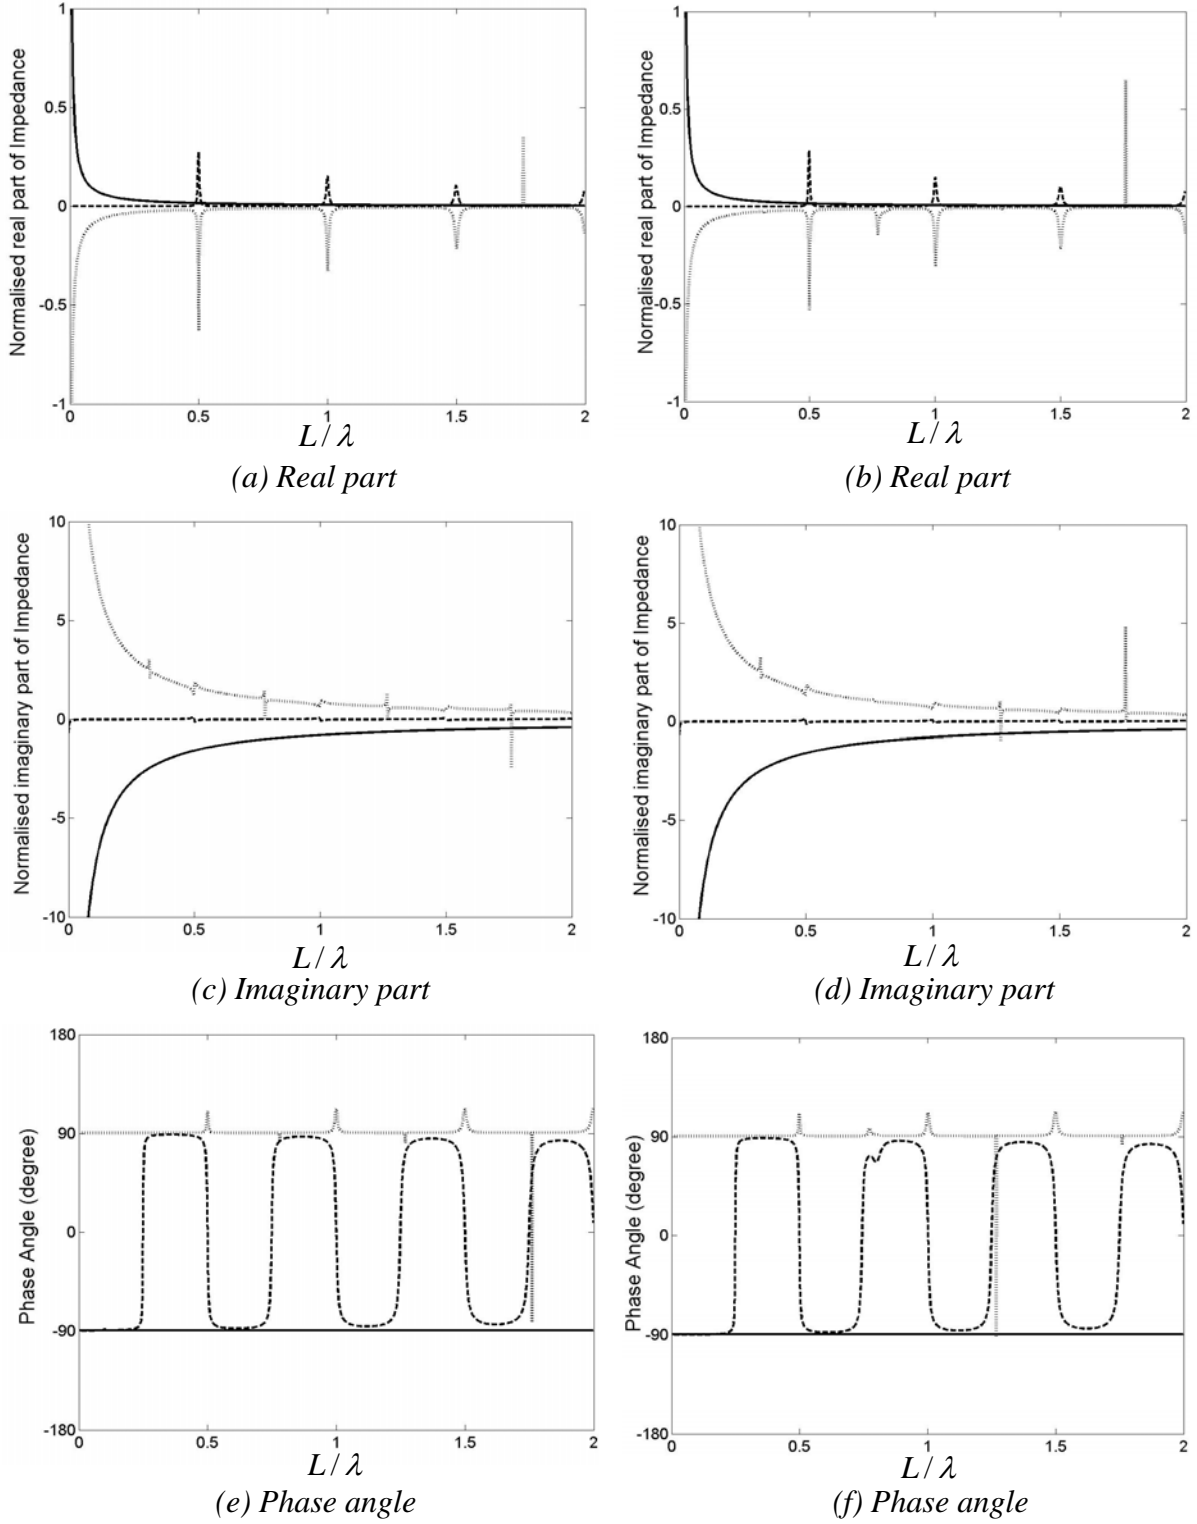 Normalised real part of Impedance
1
0.5
0
-0.5
-1
0 0.5 1 1.5 2
L / λ
(a) Real part
Normalised real part of Impedance
1
0.5
0
-0.5
-1
0 0.5 1 1.5 2
L / λ
(b) Real part
Normalised imaginary part of Impedance
10
5
0
-5
-10
0 0.5 1 1.5 2
L / λ
(c) Imaginary part
Normalised imaginary part of Impedance
10
5
0
-5
-10
0 0.5 1 1.5 2
L / λ
(d) Imaginary part
Phase Angle (degree)
180
90
0
-90
-180
0 0.5 1 1.5 2
L / λ
(e) Phase angle
Phase Angle (degree)
180
90
0
-90
-180
0 0.5 1 1.5 2
L / λ
(f) Phase angle